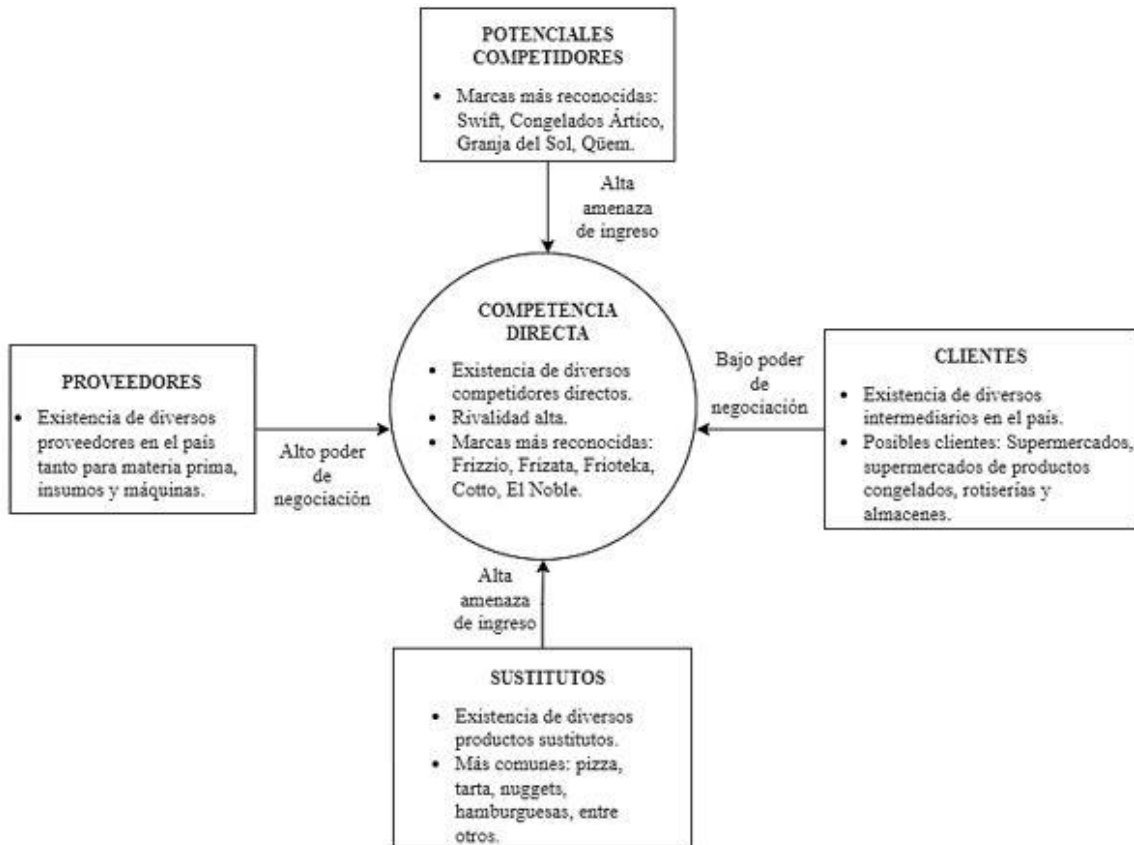 POTENCIALES
COMPETIDORES
• Marcas más reconocidas:
Swift, Congelados Ártico,
Granja del Sol, Qüem.
Alta
amenaza
de ingreso
COMPETENCIA
DIRECTA
• Existencia de diversos
competidores directos.
• Rivalidad alta.
• Marcas más reconocidas:
Frizzio, Frizata, Frioteka,
Cotto, El Noble.
PROVEEDORES
• Existencia de diversos
proveedores en el país
tanto para materia prima,
insumos y máquinas.
Alto poder
de
negociación
Bajo poder
de
negociación
CLIENTES
• Existencia de diversos
intermediarios en el país.
• Posibles clientes: Supermercados,
supermercados de productos
congelados, rotiserías y
almacenes.
Alta
amenaza
de ingreso
SUSTITUTOS
• Existencia de diversos
productos sustitutos.
• Más comunes: pizza,
tarta, nuggets,
hamburguesas, entre
otros.